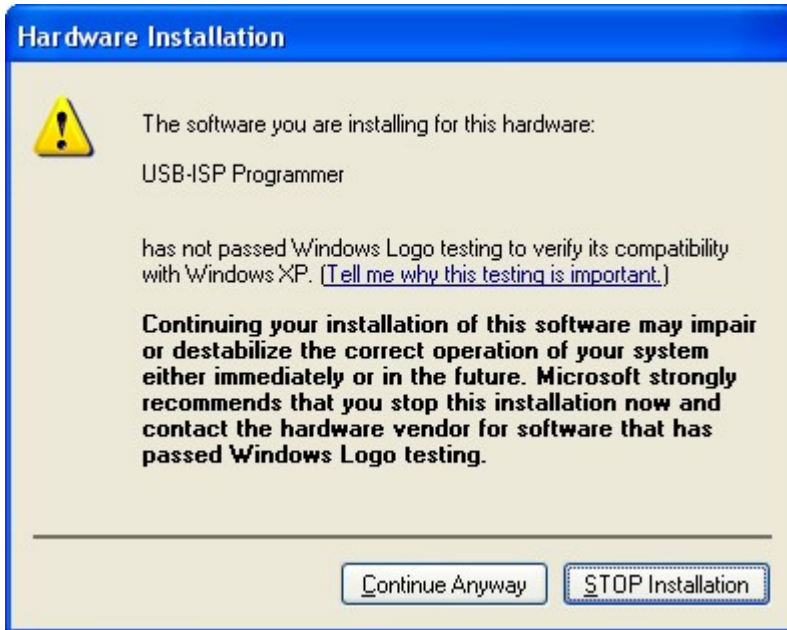 Hardware Installation
The software you are installing for this hardware:
USB-ISP Programmer
has not passed Windows Logo testing to verify its compatibility
with Windows XP. (Tell me why this testing is important.)
Continuing your installation of this software may impair
or destabilize the correct operation of your system
either immediately or in the future. Microsoft strongly
recommends that you stop this installation now and
contact the hardware vendor for software that has
passed Windows Logo testing.
Continue Anyway
STOP Installation